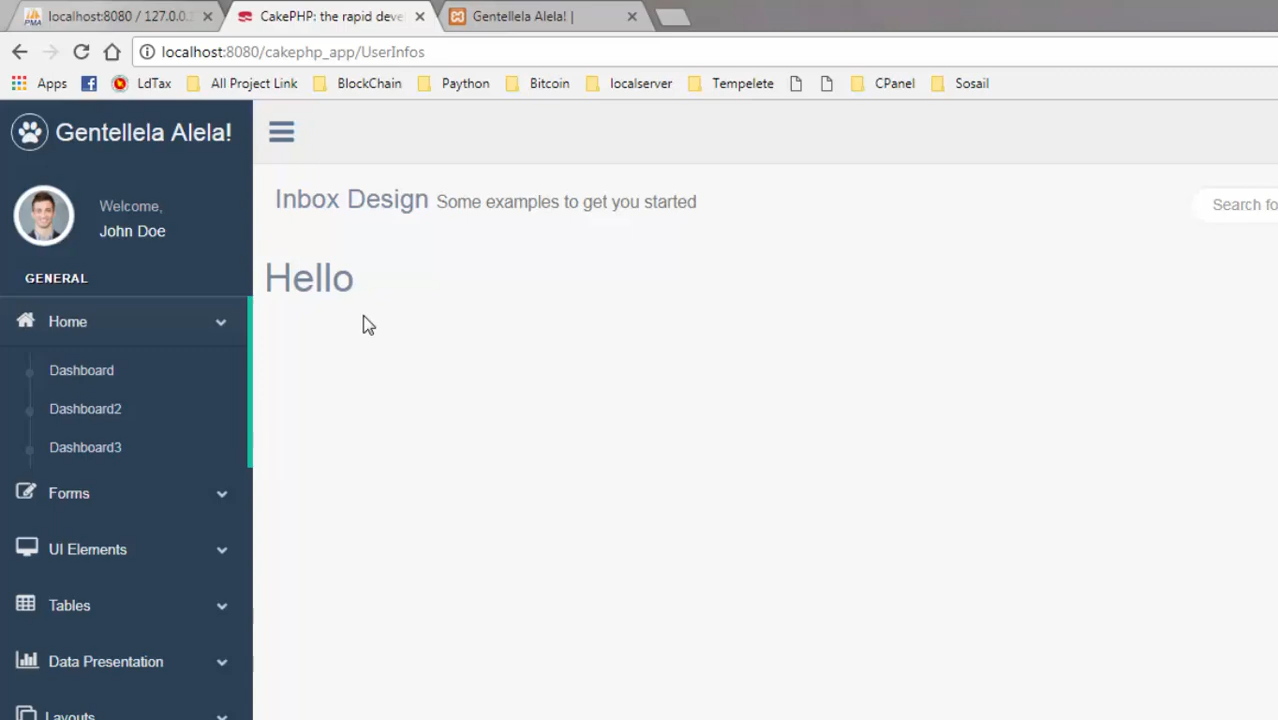 PMA localhost:8080 / 127.0.0. CakePHP: the rapid deve Gentellela Alela! |
localhost:8080/cakephp_app/UserInfos
Apps LdTax All Project Link BlockChain Paython Bitcoin localserver Tempelete CPanel Sosail
Gentellela Alela!
Inbox Design Some examples to get you started
Search fo
Welcome,
John Doe
GENERAL
Hello
Home
Dashboard
Dashboard2
Dashboard3
Forms
UI Elements
Tables
Data Presentation
Layouts